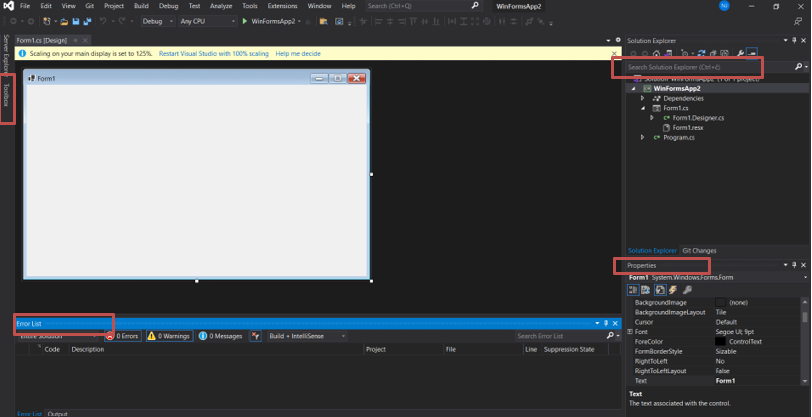 File Edit View Git Project Build Debug Test Analyze Tools Extensions Window Help Search (Ctrl+Q) WinFormsApp2 NJ
Debug Any CPU WinFormsApp2
Server Explorer
Toolbox
Form1.cs [Design]
Scaling on your main display is set to 125%. Restart Visual Studio with 100% scaling Help me decide
Form1
Solution Explorer
Search Solution Explorer (Ctrl+č)
Solution 'WinFormsApp2' (1 of 1 project)
WinFormsApp2
Dependencies
Form1.cs
Form1.Designer.cs
Form1.resx
Program.cs
Solution Explorer Git Changes
Properties
Form1 System.Windows.Forms.Form
BackgroundImage (none)
BackgroundImageLayout Tile
Cursor Default
Font Segoe UI; 9pt
ForeColor ControlText
FormBorderStyle Sizable
RightToLeft No
RightToLeftLayout False
Text Form1
Text
The text associated with the control.
Error List
Entire Solution 0 Errors 0 Warnings 0 Messages Build + IntelliSense Search Error List
Code Description Project File Line Suppression State
Error List Output